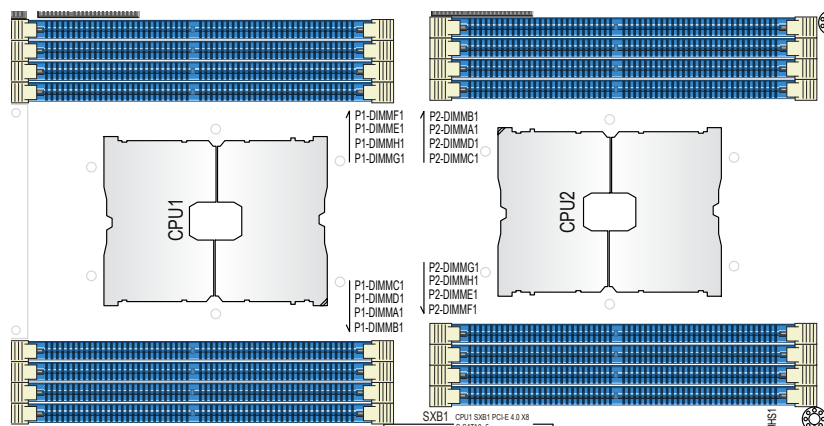 P1-DIMMF1
P1-DIMME1
P1-DIMMH1
P1-DIMMG1
P2-DIMMB1
P2-DIMMA1
P2-DIMMD1
P2-DIMMC1
CPU1
CPU2
P1-DIMMC1
P1-DIMMD1
P1-DIMMA1
P1-DIMMB1
P2-DIMMG1
P2-DIMMH1
P2-DIMME1
P2-DIMMF1
SXB1 CPU1 SXB1 PCI-E 4.0 X8